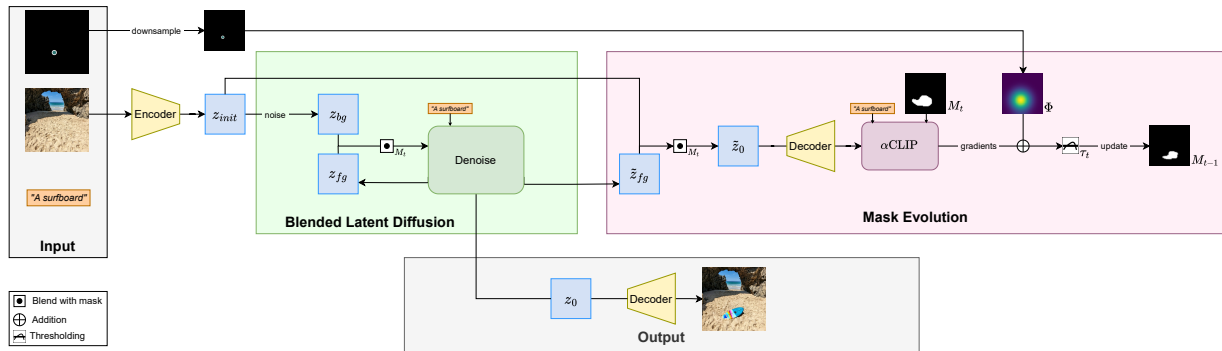 downsample
Encoder
z_init
noise
z_bg
z_fg
M_t
"A surfboard"
Denoise
Blended Latent Diffusion
z̃_fg
M_t
z̃_0
Decoder
"A surfboard"
M_t
αCLIP
gradients
Φ
τ_t
update
M_{t-1}
Mask Evolution
"A surfboard"
Input
z_0
Decoder
Output
Blend with mask
Addition
Thresholding